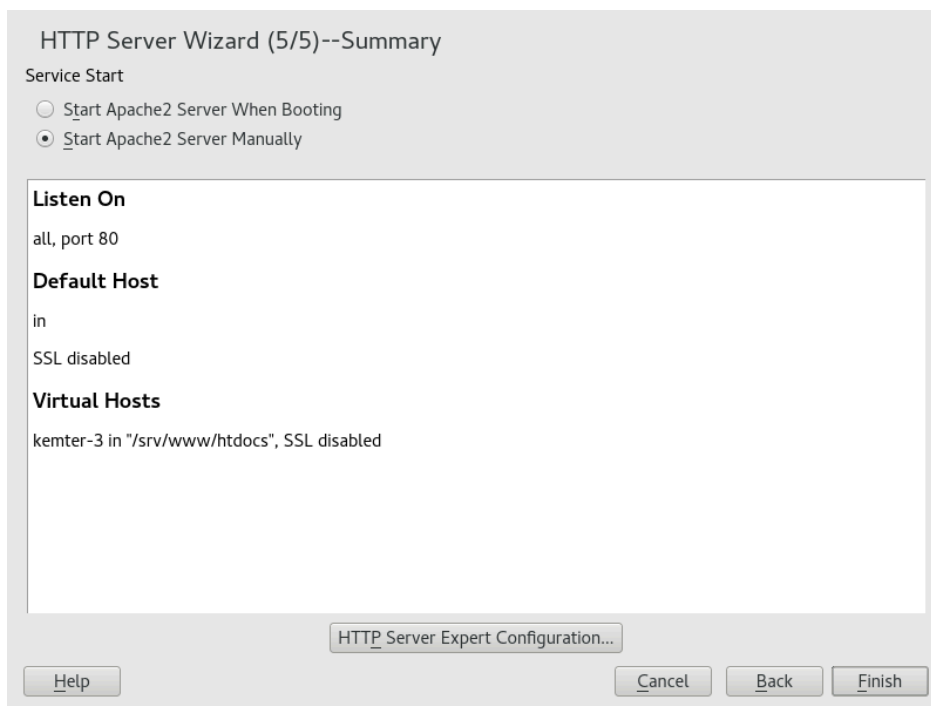 HTTP Server Wizard (5/5)--Summary
Service Start
Start Apache2 Server When Booting
Start Apache2 Server Manually
Listen On
all, port 80
Default Host
in
SSL disabled
Virtual Hosts
kemter-3 in "/srv/www/htdocs", SSL disabled
HTTP Server Expert Configuration...
Help
Cancel
Back
Finish